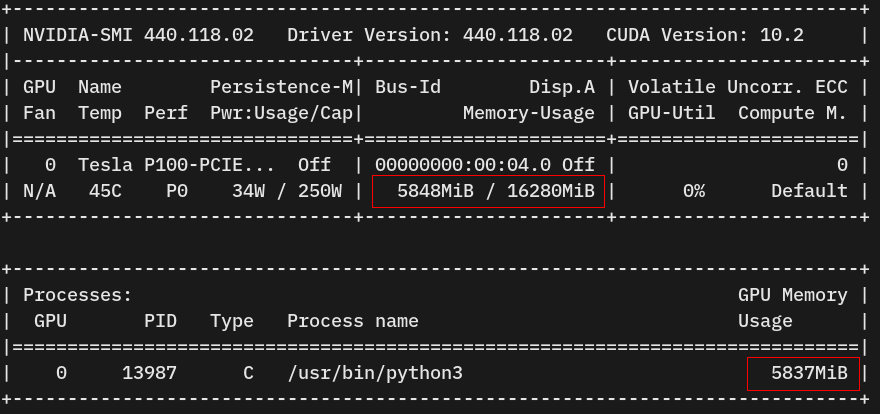 +-----------------------------------------------------------------------------+
| NVIDIA-SMI 440.118.02   Driver Version: 440.118.02   CUDA Version: 10.2     |
|-------------------------------+----------------------+----------------------+
| GPU  Name        Persistence-M| Bus-Id        Disp.A | Volatile Uncorr. ECC |
| Fan  Temp  Perf  Pwr:Usage/Cap|         Memory-Usage | GPU-Util  Compute M. |
|===============================+======================+======================|
|   0  Tesla P100-PCIE...  Off  | 00000000:00:04.0 Off |                    0 |
| N/A   45C    P0    34W / 250W |   5848MiB / 16280MiB |      0%      Default |
+-------------------------------+----------------------+----------------------+
+-----------------------------------------------------------------------------+
| Processes:                                                       GPU Memory |
|  GPU       PID   Type   Process name                             Usage      |
|=============================================================================|
|    0     13987      C   /usr/bin/python3                            5837MiB |
+-----------------------------------------------------------------------------+